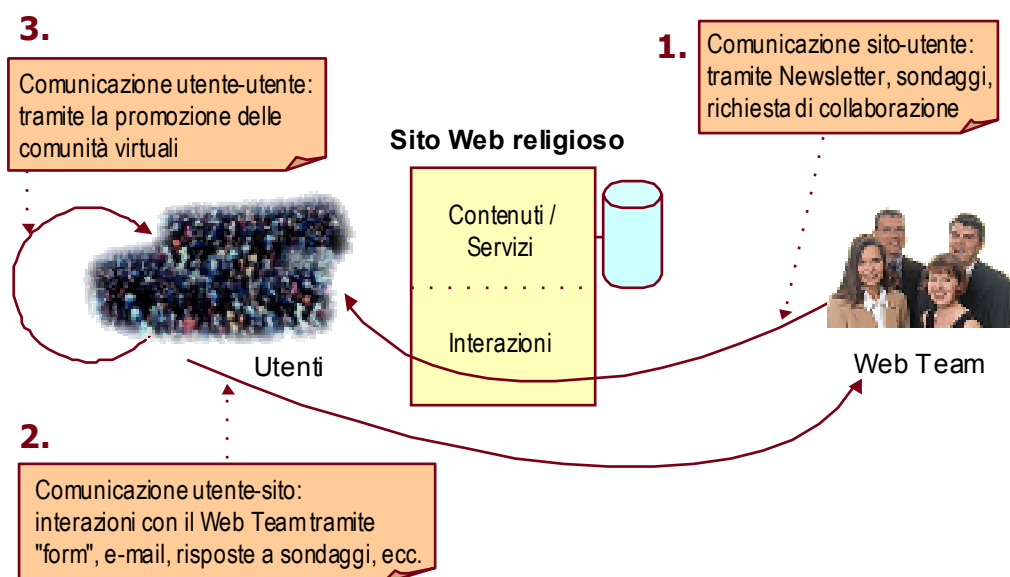 3.
Comunicazione utente-utente:
tramite la promozione delle
comunità virtuali
1.
Comunicazione sito-utente:
tramite Newsletter, sondaggi,
richiesta di collaborazione
Sito Web religioso
Contenuti /
Servizi
Interazioni
Utenti
Web Team
2.
Comunicazione utente-sito:
interazioni con il Web Team tramite
"form", e-mail, risposte a sondaggi, ecc.